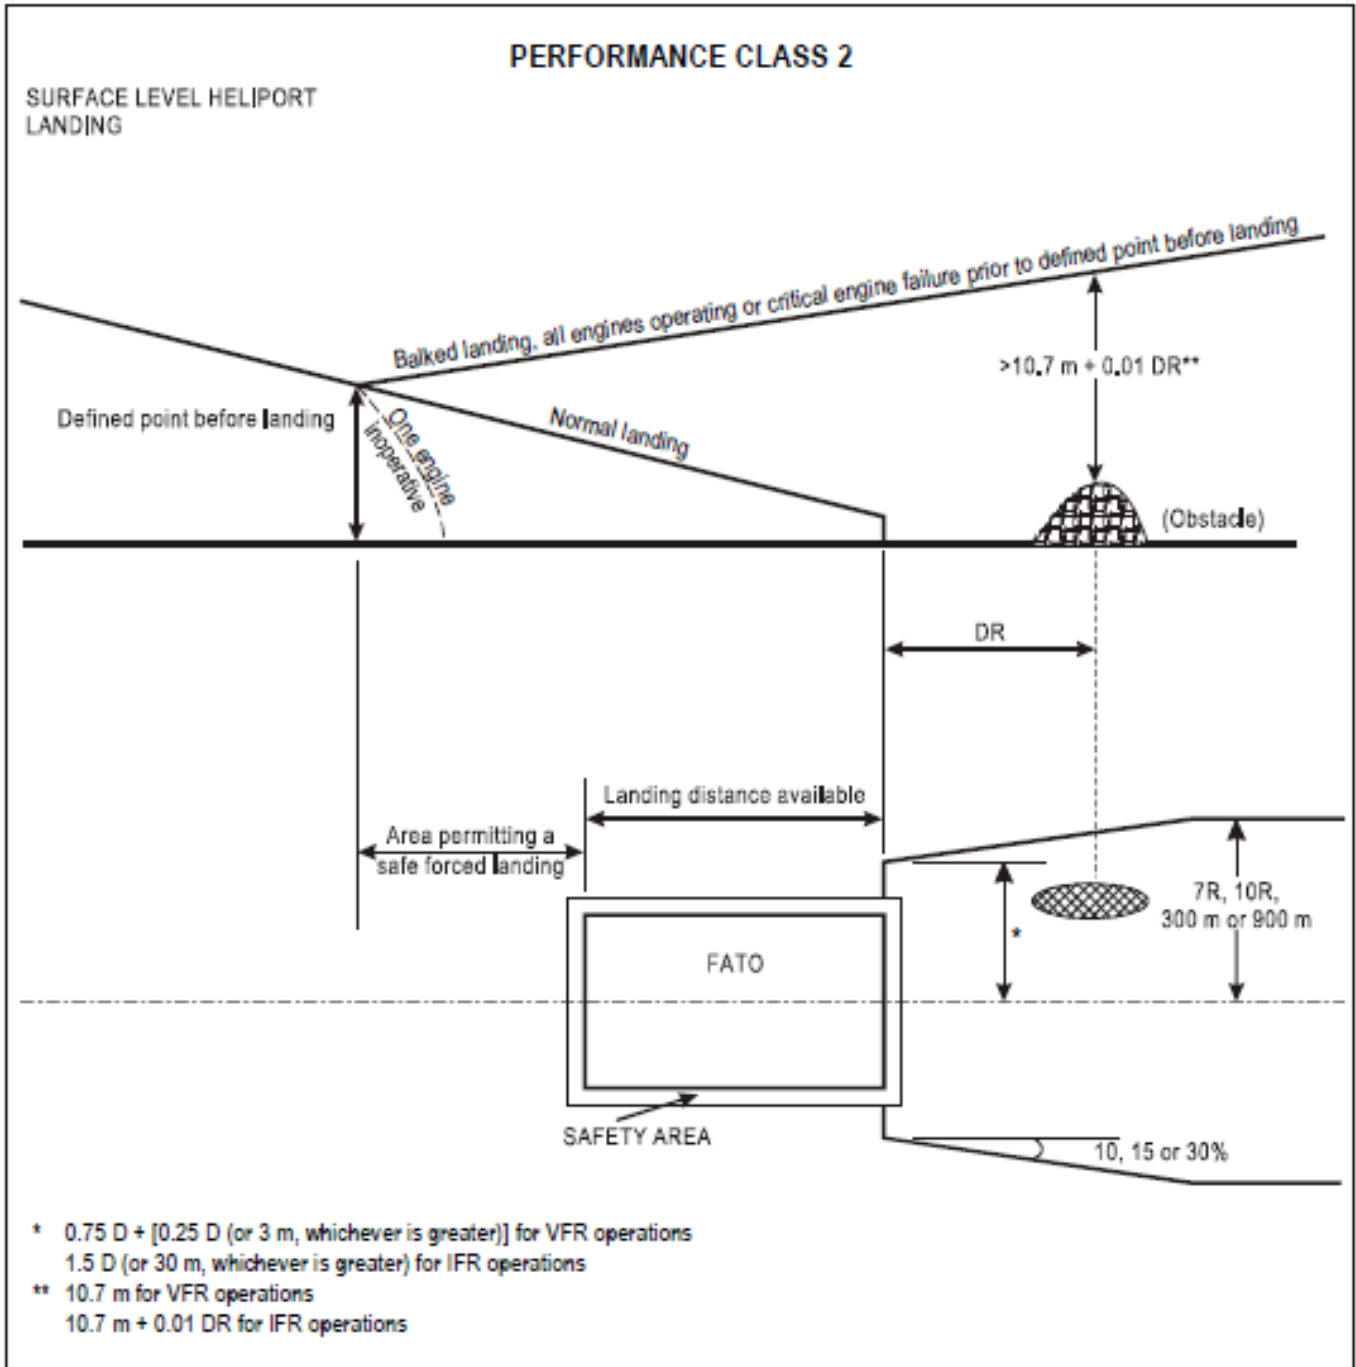 PERFORMANCE CLASS 2
SURFACE LEVEL HELIPORT
LANDING
Balked landing, all engines operating or critical engine failure prior to defined point before landing
>10.7 m + 0.01 DR**
Defined point before landing
One engine
inoperative
Normal landing
(Obstacle)
DR
Landing distance available
Area permitting a
safe forced landing
7R, 10R,
300 m or 900 m
*
FATO
SAFETY AREA
10, 15 or 30%
* 0.75 D + [0.25 D (or 3 m, whichever is greater)] for VFR operations
1.5 D (or 30 m, whichever is greater) for IFR operations
** 10.7 m for VFR operations
10.7 m + 0.01 DR for IFR operations